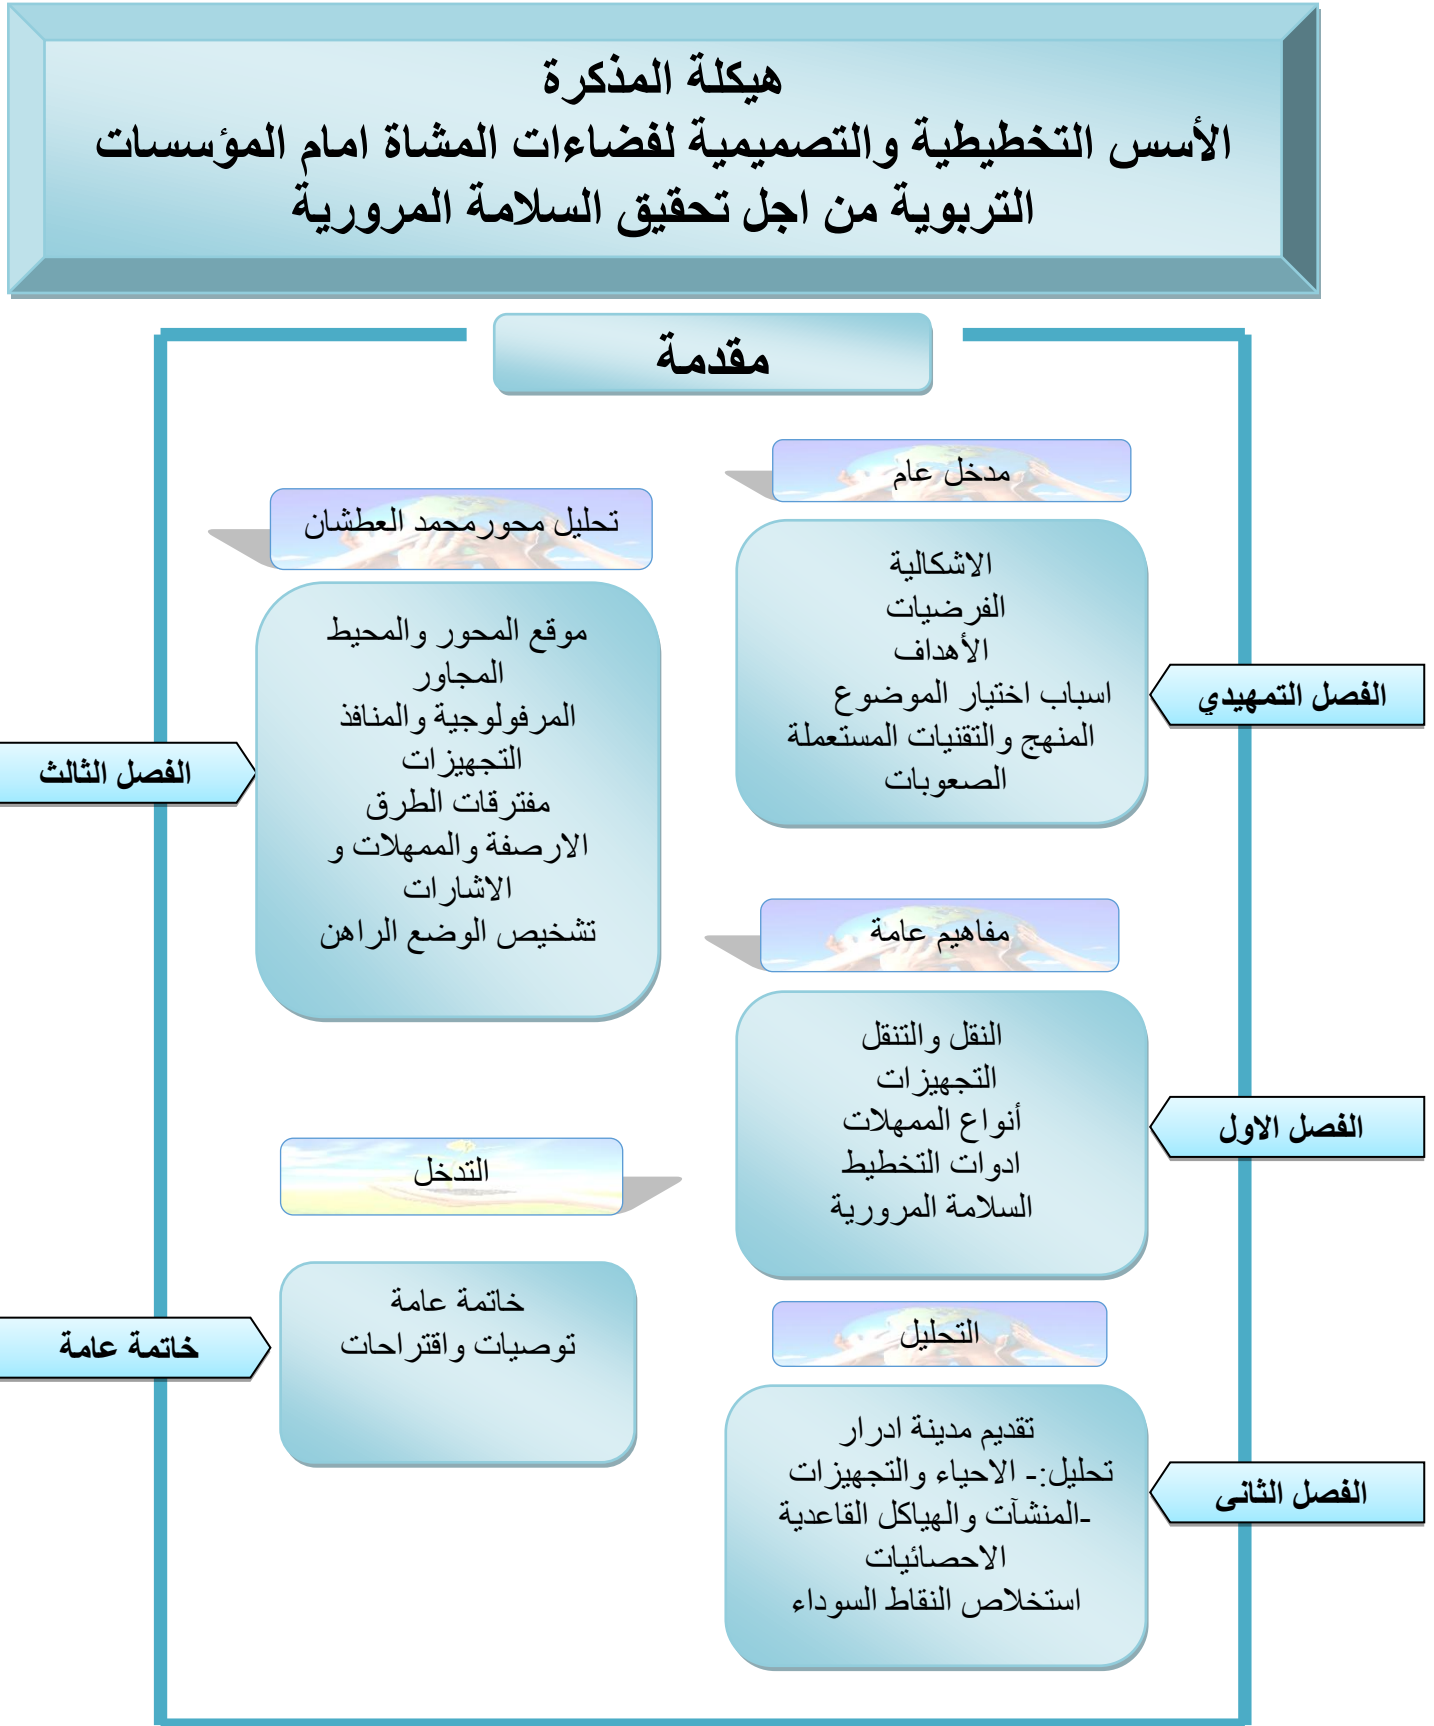 هيكلة المذكرة
الأسس التخطيطية والتصميمية لفضاءات المشاة امام المؤسسات
التربوية من اجل تحقيق السلامة المرورية
مقدمة
الفصل التمهيدي
مدخل عام
الاشكالية
الفرضيات
الأهداف
اسباب اختيار الموضوع
المنهج والتقنيات المستعملة
الصعوبات
الفصل الاول
مفاهيم عامة
النقل والتنقل
التجهيزات
أنواع الممهلات
ادوات التخطيط
السلامة المرورية
الفصل الثانى
التحليل
تقديم مدينة ادرار
تحليل:- الاحياء والتجهيزات
-المنشآت والهياكل القاعدية
الاحصائيات
استخلاص النقاط السوداء
الفصل الثالث
تحليل محورمحمد العطشان
موقع المحور والمحيط
المجاور
المرفولوجية والمنافذ
التجهيزات
مفترقات الطرق
الارصفة والممهلات و
الاشارات
تشخيص الوضع الراهن
التدخل
خاتمة عامة
خاتمة عامة
توصيات واقتراحات